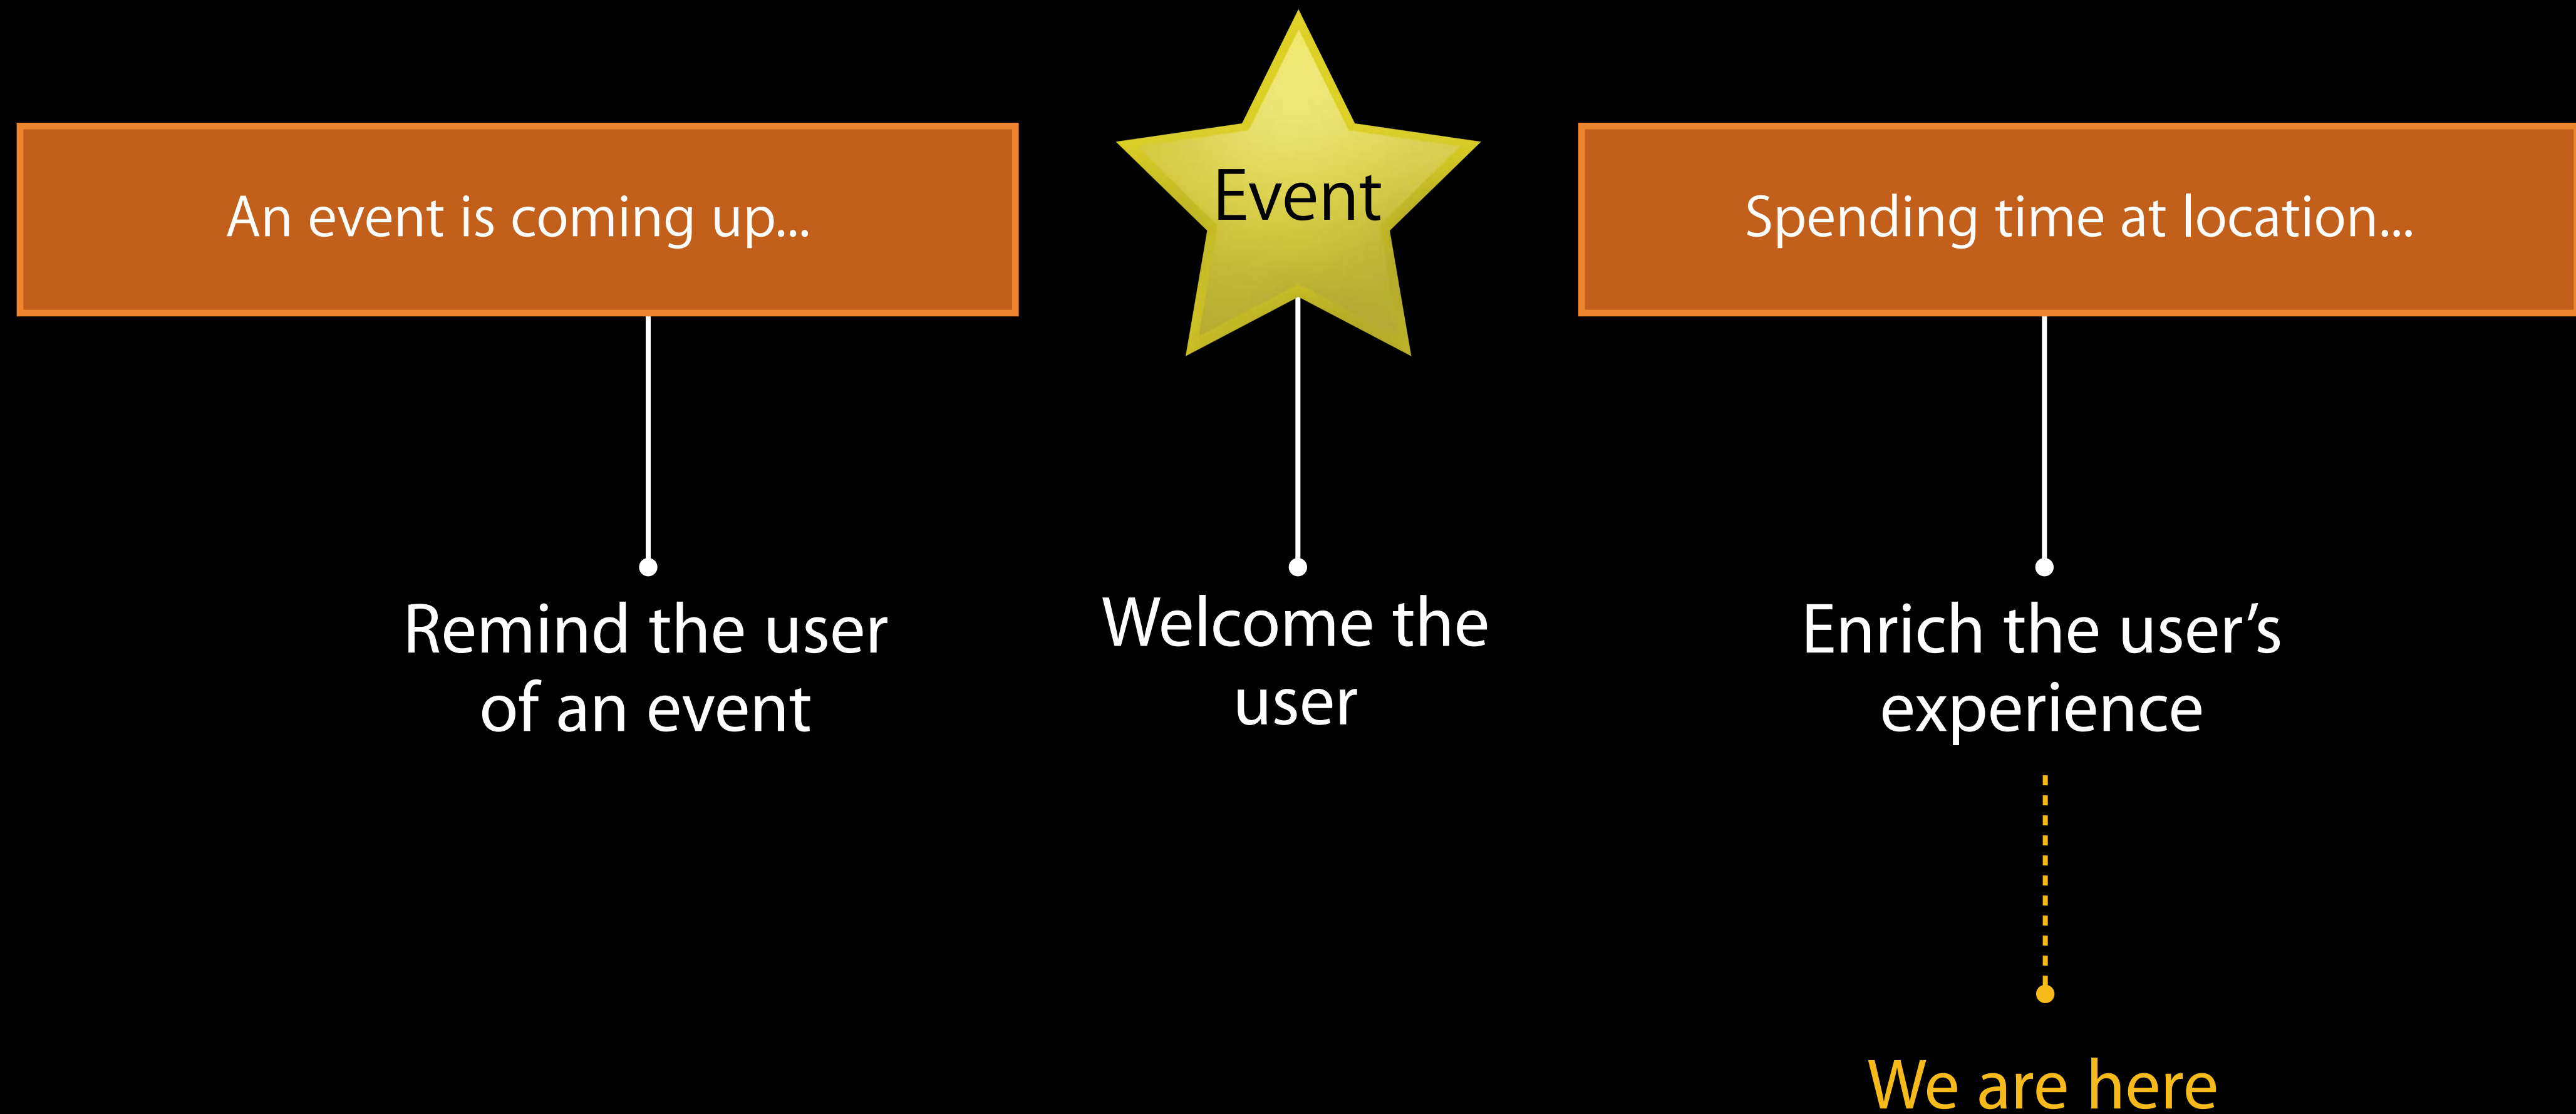 An event is coming up...
Event
Spending time at location...
Remind the user
of an event
Welcome the
user
Enrich the user’s
experience
We are here